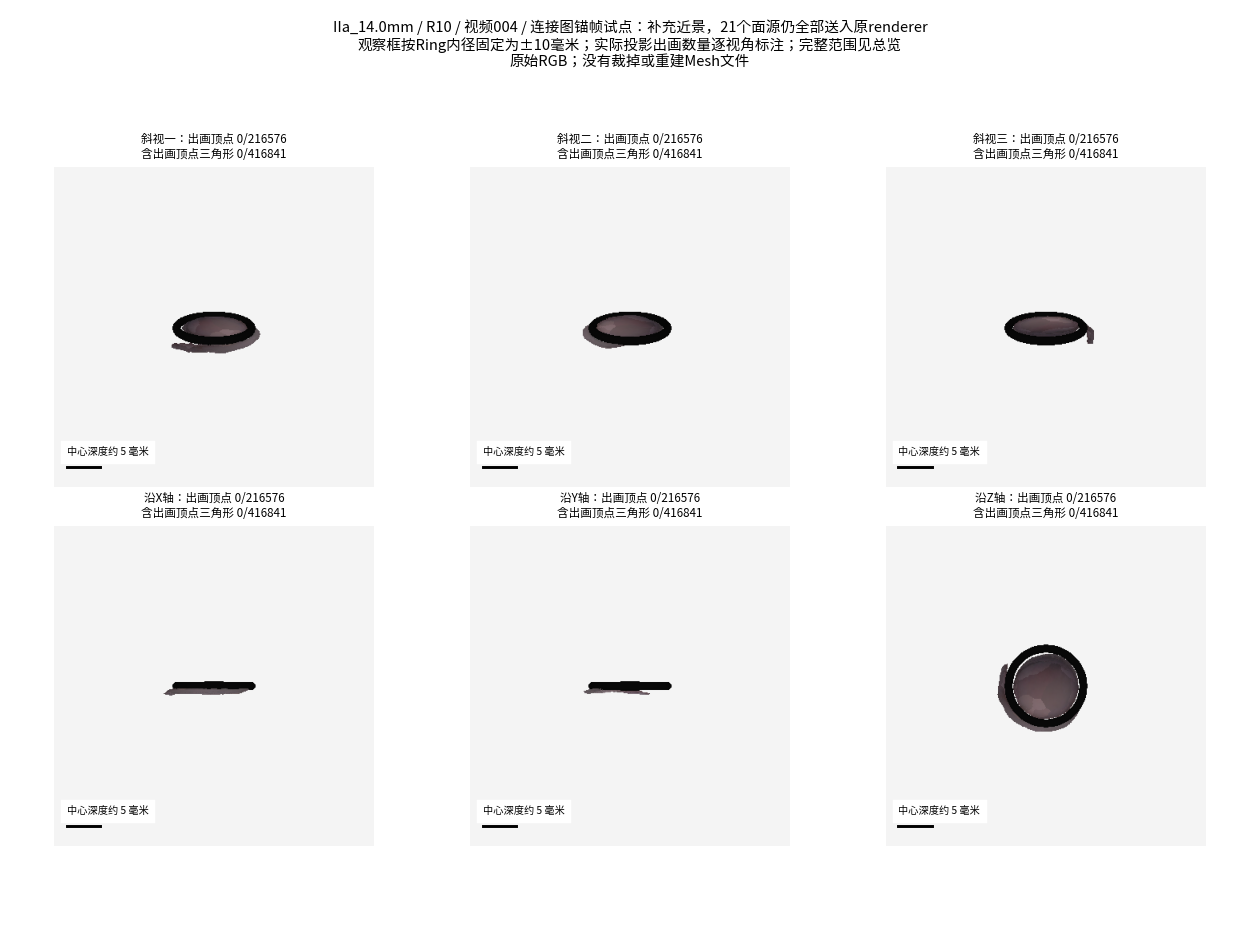 IIa_14.0mm / R10 / 视频004 / 连接图锚帧试点：补充近景，21个面源仍全部送入原renderer
观察框按Ring内径固定为±10毫米；实际投影出画数量逐视角标注；完整范围见总览
原始RGB；没有裁掉或重建Mesh文件
斜视一：出画顶点 0/216576
含出画顶点三角形 0/416841
斜视二：出画顶点 0/216576
含出画顶点三角形 0/416841
斜视三：出画顶点 0/216576
含出画顶点三角形 0/416841
中心深度约 5 毫米
中心深度约 5 毫米
中心深度约 5 毫米
沿X轴：出画顶点 0/216576
含出画顶点三角形 0/416841
沿Y轴：出画顶点 0/216576
含出画顶点三角形 0/416841
沿Z轴：出画顶点 0/216576
含出画顶点三角形 0/416841
中心深度约 5 毫米
中心深度约 5 毫米
中心深度约 5 毫米